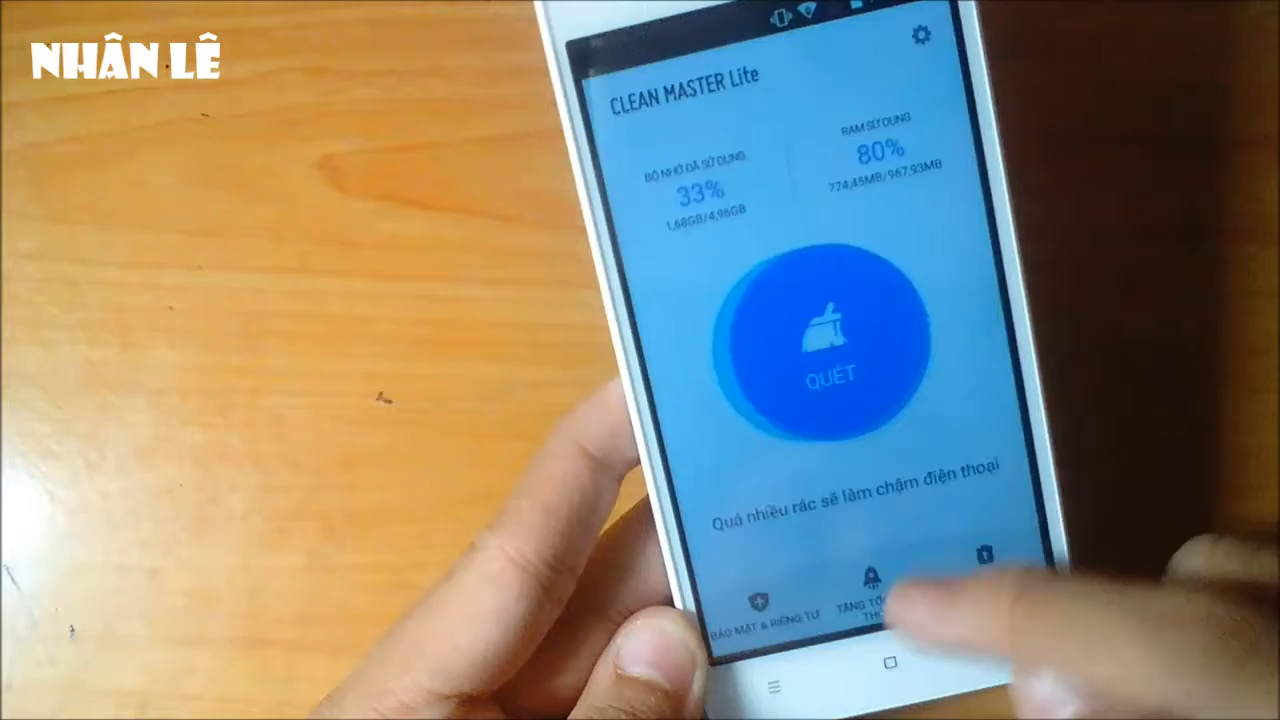 NHÂN LÊ
CLEAN MASTER Lite
BỘ NHỚ ĐÃ SỬ DỤNG
33%
1,68GB/4,96GB
RAM SỬ DỤNG
80%
774,45MB/967,93MB
QUÉT
Quá nhiều rác sẽ làm chậm điện thoại
BẢO MẬT & RIÊNG TƯ
TĂNG